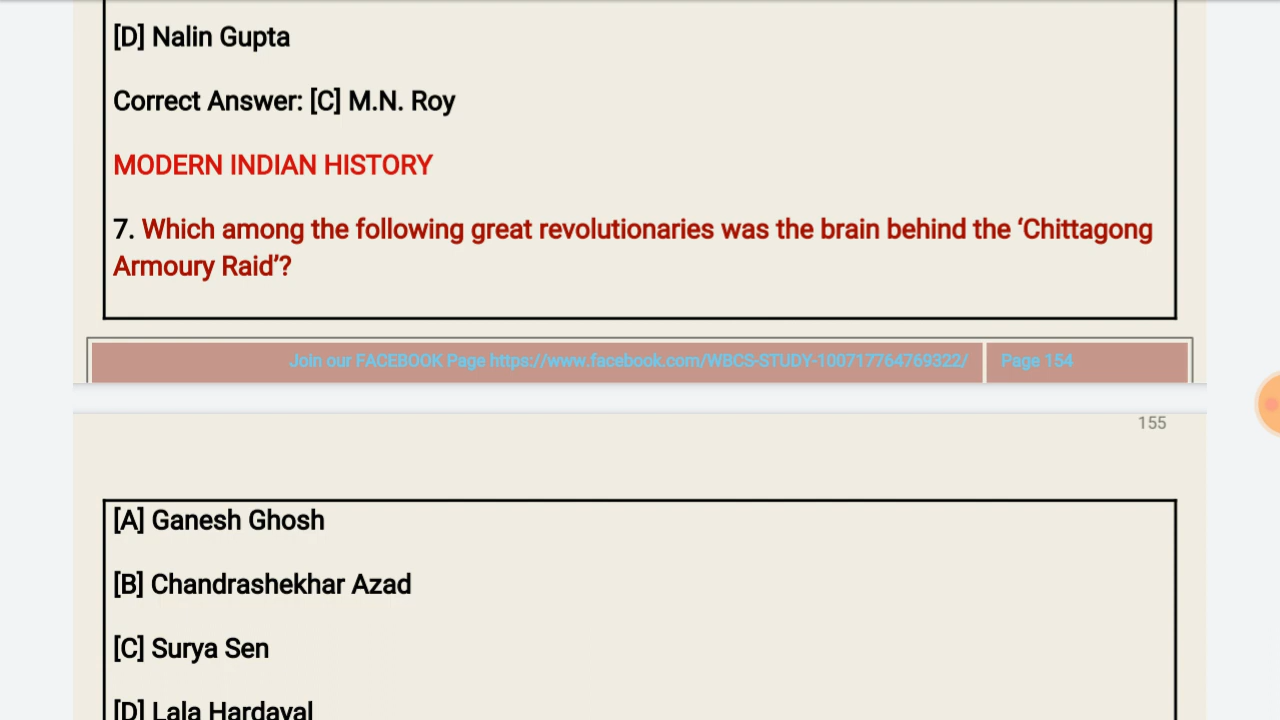 [D] Nalin Gupta
Correct Answer: [C] M.N. Roy
MODERN INDIAN HISTORY
7. Which among the following great revolutionaries was the brain behind the ‘Chittagong
Armoury Raid’?
Join our FACEBOOK Page https://www.facebook.com/WBCS-STUDY-100717764769322/ Page 154
155
[A] Ganesh Ghosh
[B] Chandrashekhar Azad
[C] Surya Sen
[D] Lala Hardayal